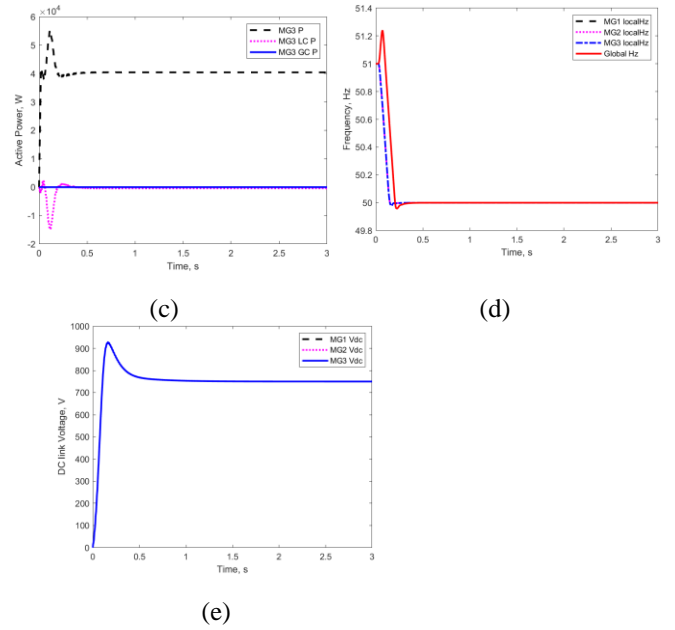 ×10^4
6
5
4
3
2
1
0
-1
-2
0 0.5 1 1.5 2 2.5 3
Active Power, W
Time, s
MG3 P
MG3 LC P
MG3 GC P
(c)
51.4
51.2
51
50.8
50.6
50.4
50.2
50
49.8
0 0.5 1 1.5 2 2.5 3
Frequency, Hz
Time, s
MG1 localHz
MG2 localHz
MG3 localHz
Global Hz
(d)
1000
900
800
700
600
500
400
300
200
100
0
0 0.5 1 1.5 2 2.5 3
DC link Voltage, V
Time, s
MG1 Vdc
MG2 Vdc
MG3 Vdc
(e)